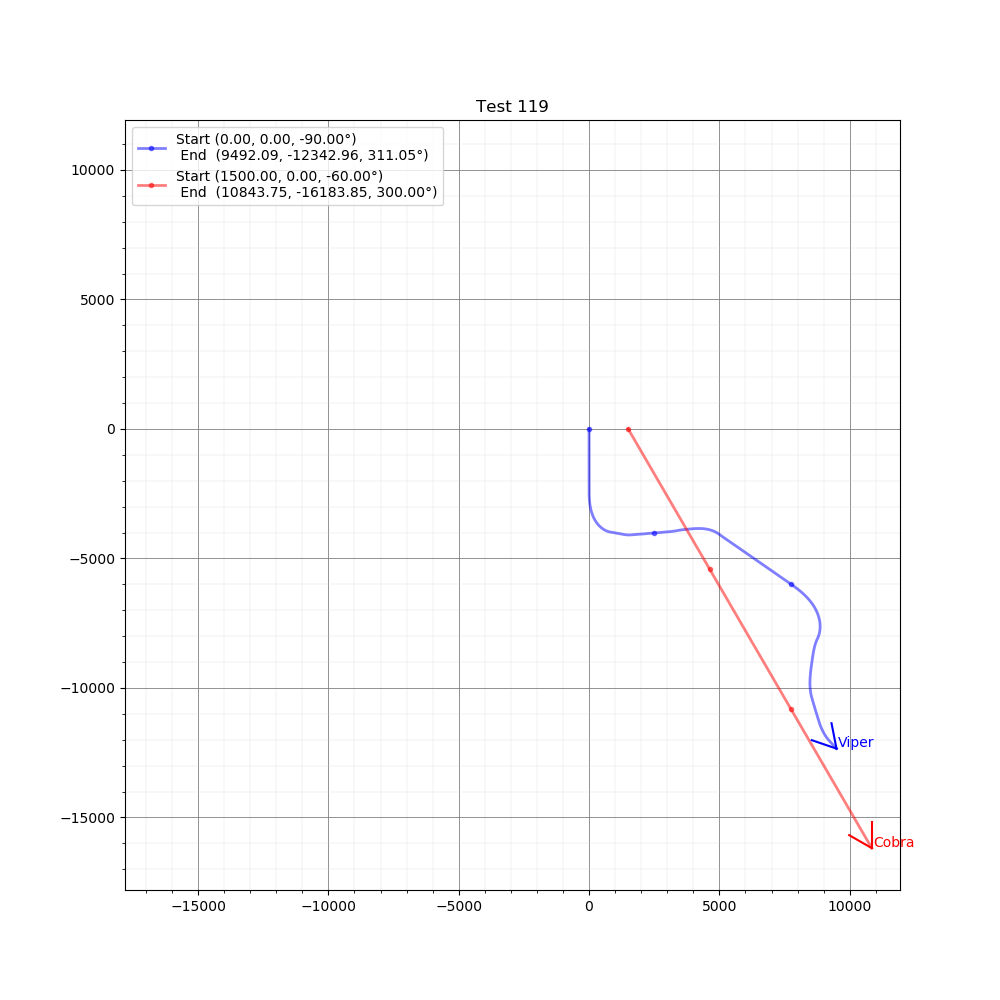 Test 119
Start (0.00, 0.00, -90.00°)
End (9492.09, -12342.96, 311.05°)
Start (1500.00, 0.00, -60.00°)
End (10843.75, -16183.85, 300.00°)
10000
5000
0
−5000
−10000
−15000
Viper
Cobra
−15000 −10000 −5000 0 5000 10000